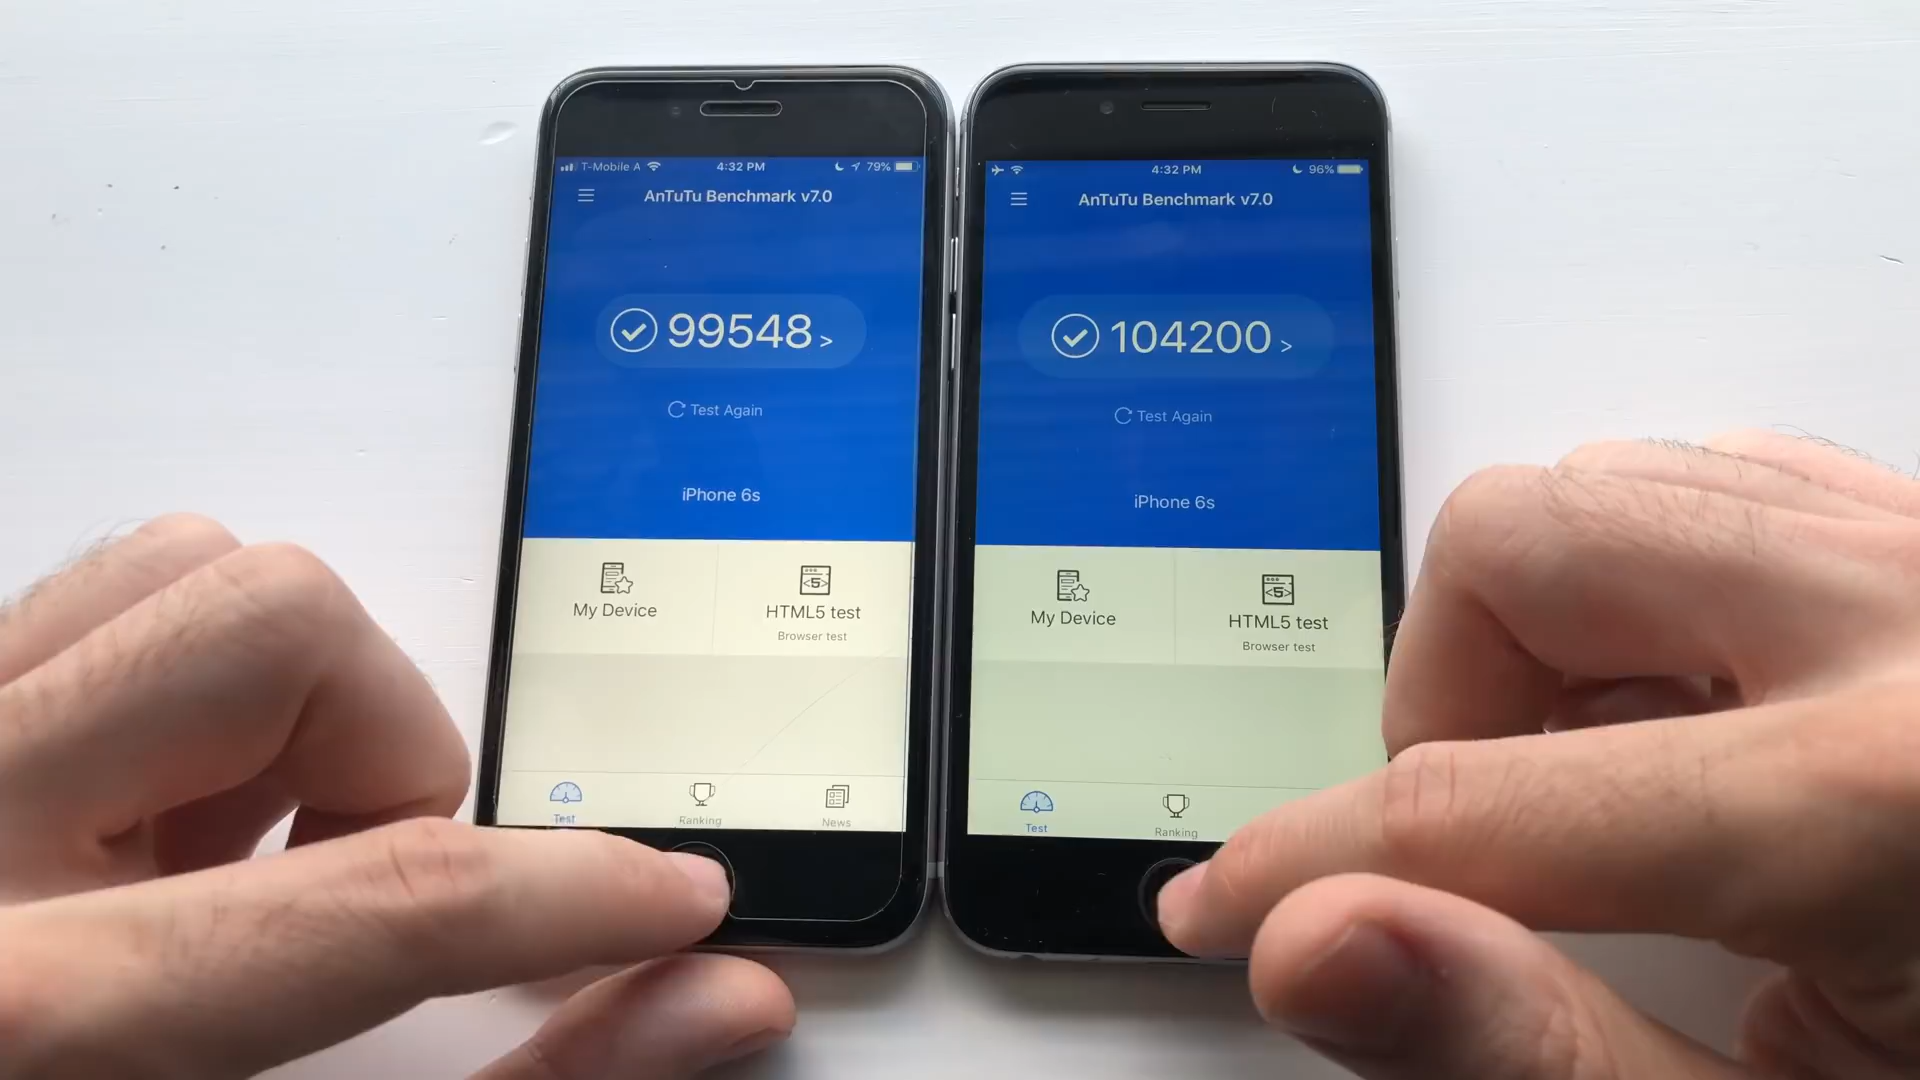 T-Mobile A 4:32 PM 79%
AnTuTu Benchmark v7.0
99548 >
Test Again
iPhone 6s
My Device
HTML5 test
Browser test
Test
Ranking
News
4:32 PM 96%
AnTuTu Benchmark v7.0
104200 >
Test Again
iPhone 6s
My Device
HTML5 test
Browser test
Test
Ranking